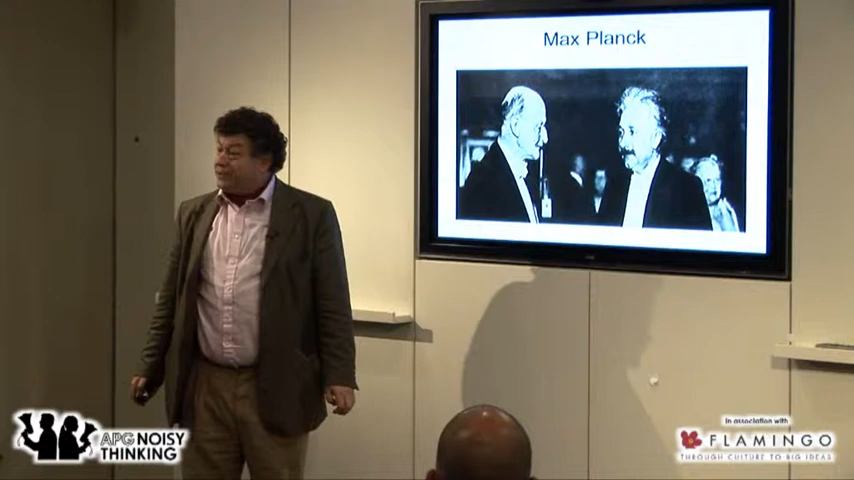 Max Planck
APG NOISY
THINKING
In association with
FLAMINGO
THROUGH CULTURE TO BIG IDEAS